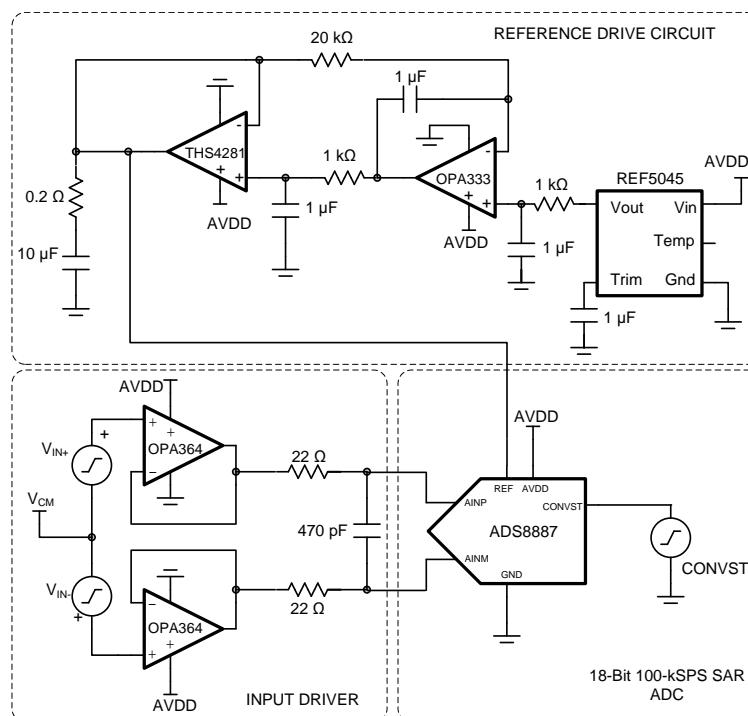 REFERENCE DRIVE CIRCUIT
20 kΩ
1 µF
THS4281
-
+
+
AVDD
1 kΩ
1 µF
OPA333
-
+
+
AVDD
1 kΩ
1 µF
REF5045
Vout
Vin
Temp
Trim
Gnd
AVDD
1 µF
0.2 Ω
10 µF
AVDD
VIN+
+
OPA364
+
+
−
22 Ω
VCM
470 pF
VIN-
+
OPA364
−
+
+
22 Ω
AVDD
INPUT DRIVER
AVDD
REF
AVDD
CONVST
AINP
ADS8887
AINM
GND
CONVST
18-Bit 100-kSPS SAR
ADC